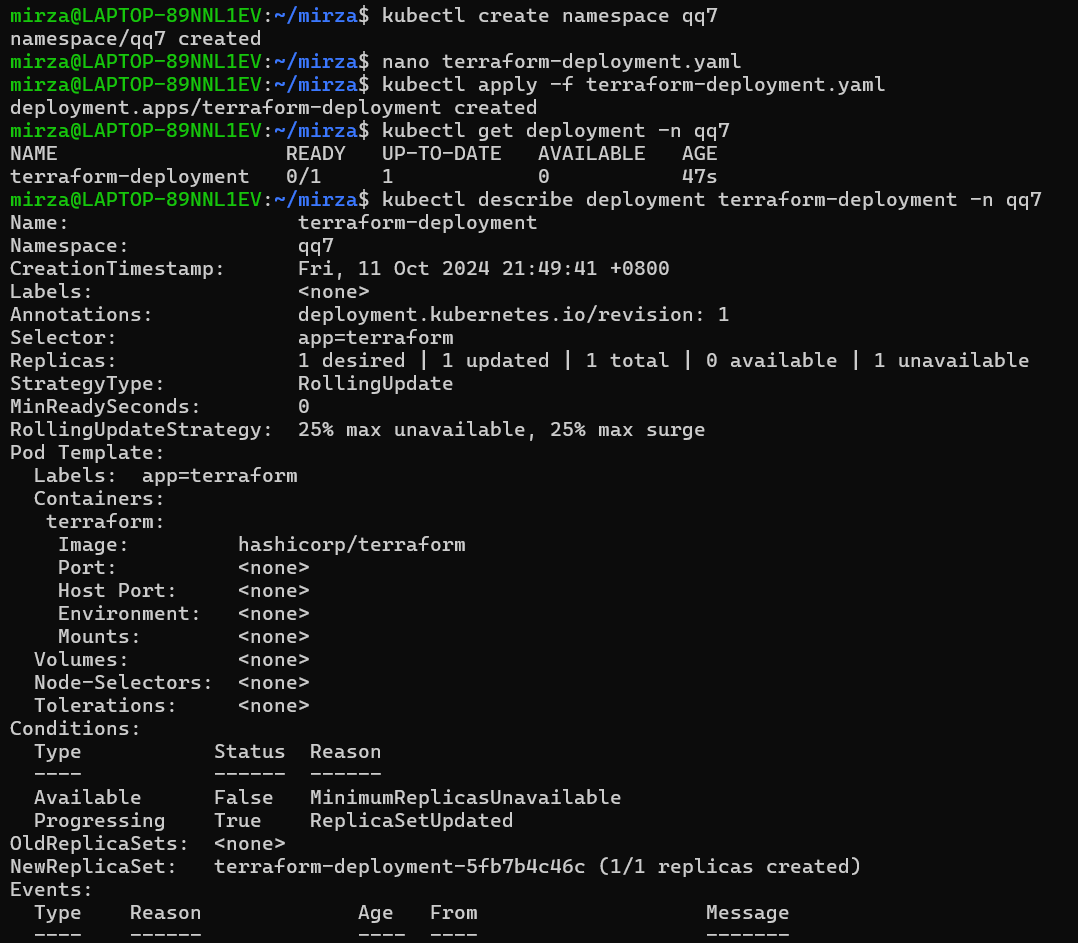 mirza@LAPTOP-89NNL1EV:~/mirza$ kubectl create namespace qq7
namespace/qq7 created
mirza@LAPTOP-89NNL1EV:~/mirza$ nano terraform-deployment.yaml
mirza@LAPTOP-89NNL1EV:~/mirza$ kubectl apply -f terraform-deployment.yaml
deployment.apps/terraform-deployment created
mirza@LAPTOP-89NNL1EV:~/mirza$ kubectl get deployment -n qq7
NAME                   READY   UP-TO-DATE   AVAILABLE   AGE
terraform-deployment   0/1     1            0           47s
mirza@LAPTOP-89NNL1EV:~/mirza$ kubectl describe deployment terraform-deployment -n qq7
Name:                   terraform-deployment
Namespace:              qq7
CreationTimestamp:      Fri, 11 Oct 2024 21:49:41 +0800
Labels:                 <none>
Annotations:            deployment.kubernetes.io/revision: 1
Selector:               app=terraform
Replicas:               1 desired | 1 updated | 1 total | 0 available | 1 unavailable
StrategyType:           RollingUpdate
MinReadySeconds:        0
RollingUpdateStrategy:  25% max unavailable, 25% max surge
Pod Template:
  Labels:  app=terraform
  Containers:
   terraform:
    Image:         hashicorp/terraform
    Port:          <none>
    Host Port:     <none>
    Environment:   <none>
    Mounts:        <none>
  Volumes:         <none>
  Node-Selectors:  <none>
  Tolerations:     <none>
Conditions:
  Type           Status  Reason
  ----           ------  ------
  Available      False   MinimumReplicasUnavailable
  Progressing    True    ReplicaSetUpdated
OldReplicaSets:  <none>
NewReplicaSet:   terraform-deployment-5fb7b4c46c (1/1 replicas created)
Events:
  Type    Reason             Age   From                   Message
  ----    ------             ----  ----                   -------